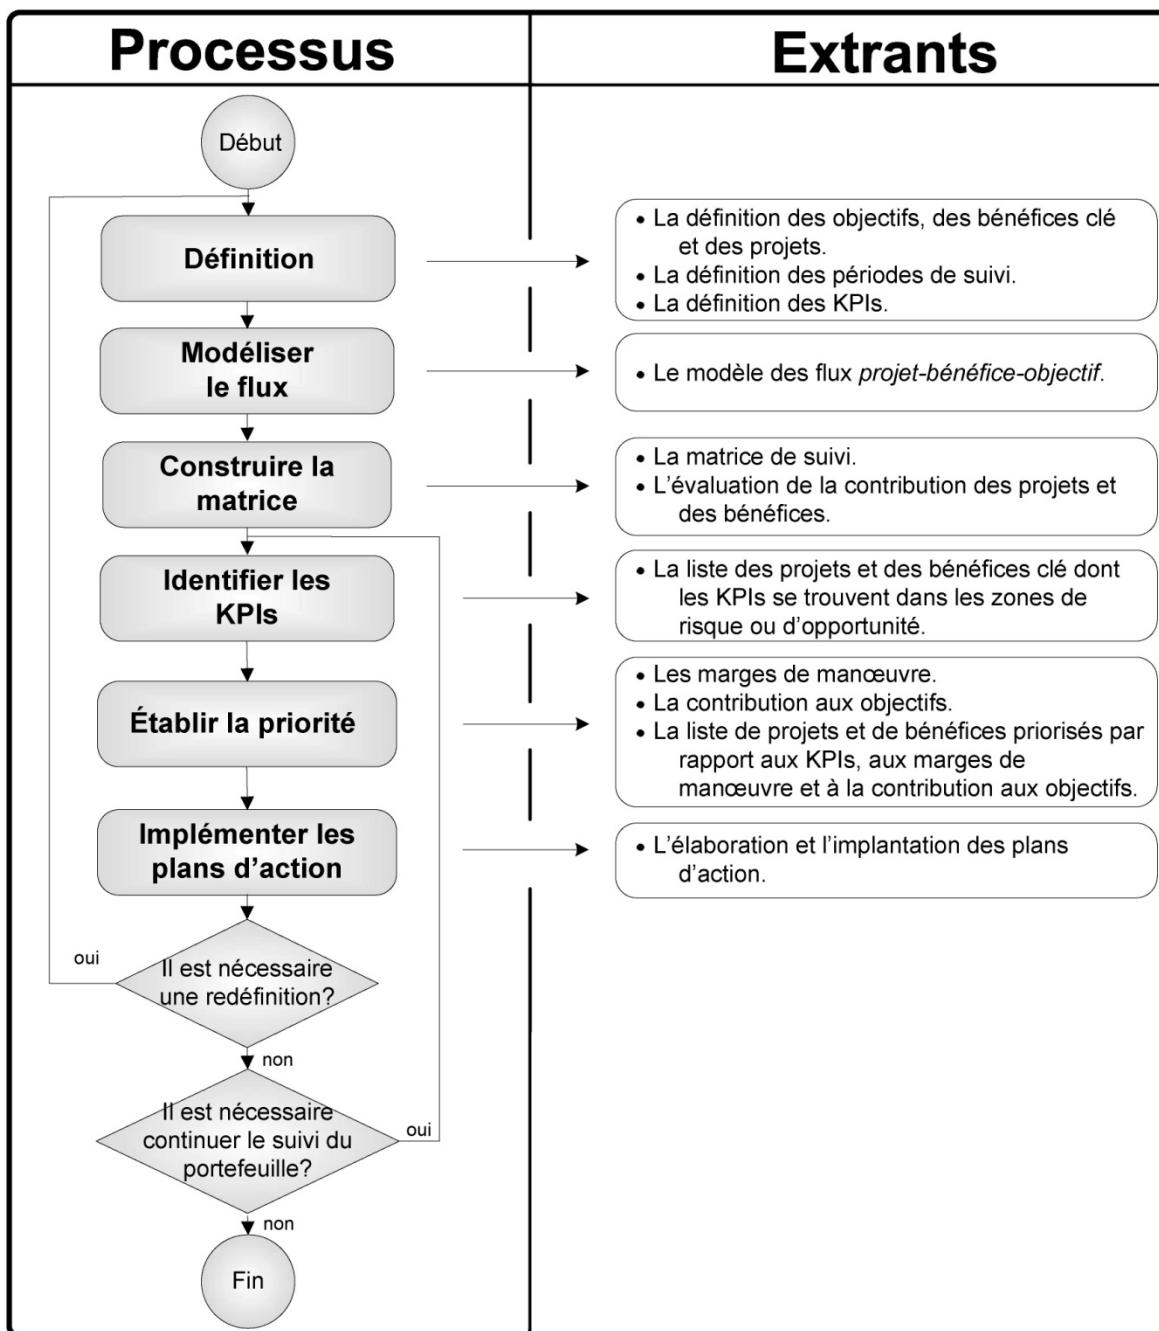 Processus
Extrants
Début
Définition
• La définition des objectifs, des bénéfices clé
et des projets.
• La définition des périodes de suivi.
• La définition des KPIs.
Modéliser
le flux
• Le modèle des flux projet-bénéfice-objectif.
Construire la
matrice
• La matrice de suivi.
• L'évaluation de la contribution des projets et
des bénéfices.
Identifier les
KPIs
• La liste des projets et des bénéfices clé dont
les KPIs se trouvent dans les zones de
risque ou d'opportunité.
Établir la priorité
• Les marges de manœuvre.
• La contribution aux objectifs.
• La liste de projets et de bénéfices priorisés par
rapport aux KPIs, aux marges de
manœuvre et à la contribution aux objectifs.
Implémenter les
plans d'action
• L'élaboration et l'implantation des plans
d'action.
oui
Il est nécessaire
une redéfinition?
non
Il est nécessaire
continuer le suivi du
portefeuille?
oui
non
Fin